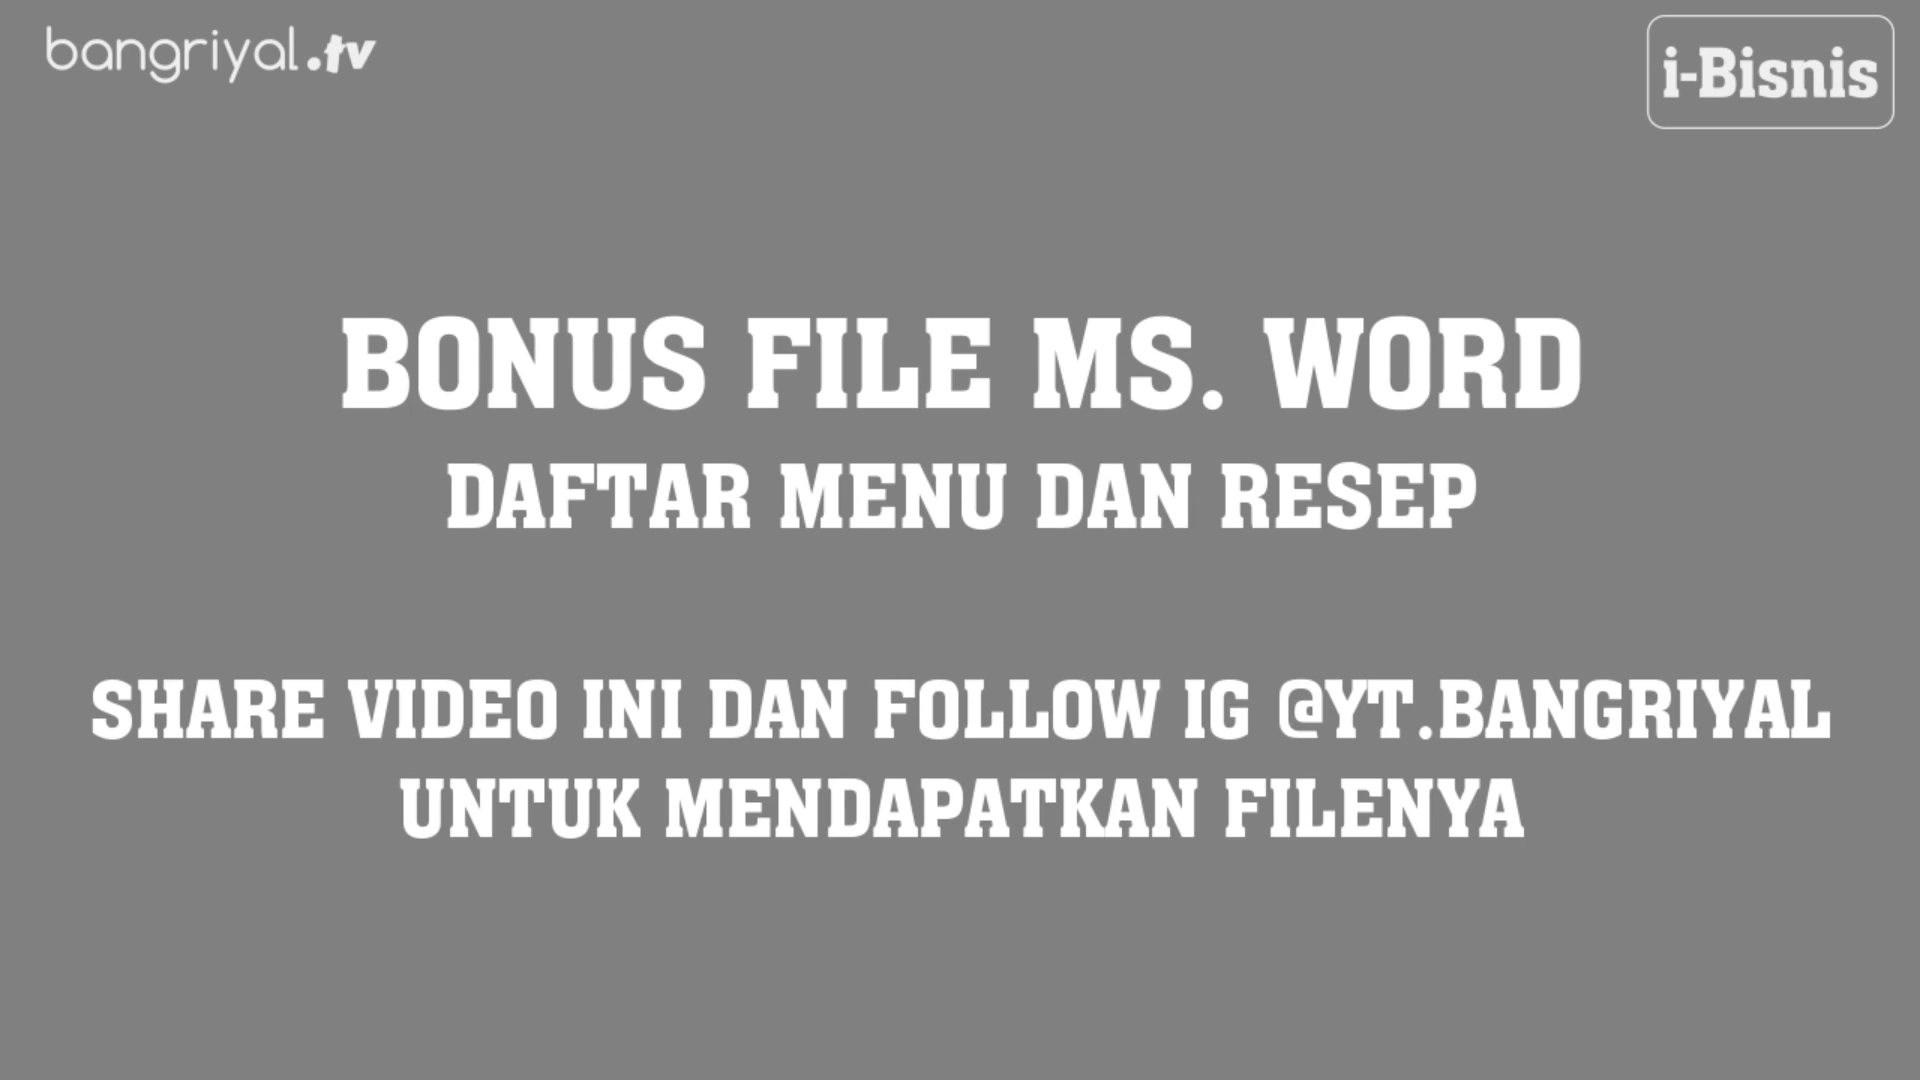 bangriyal.tv
i-Bisnis
BONUS FILE MS. WORD
DAFTAR MENU DAN RESEP
SHARE VIDEO INI DAN FOLLOW IG @YT.BANGRIYAL
UNTUK MENDAPATKAN FILENYA